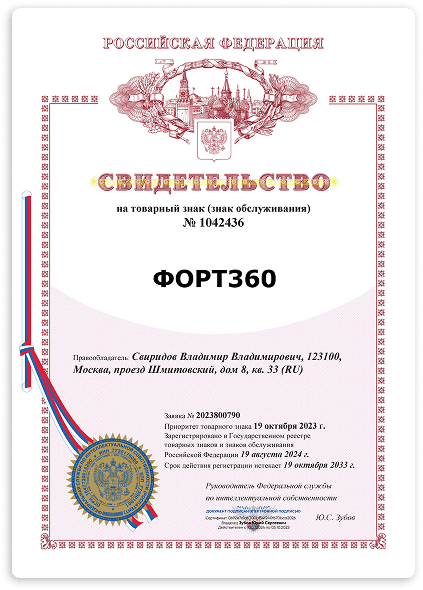 РОССИЙСКАЯ ФЕДЕРАЦИЯ
СВИДЕТЕЛЬСТВО
на товарный знак (знак обслуживания)
№ 1042436
ФОРТ360
Правообладатель: Свиридов Владимир Владимирович, 123100,
Москва, проезд Шмитовский, дом 8, кв. 33 (RU)
Заявка № 2023800790
Приоритет товарного знака 19 октября 2023 г.
Зарегистрировано в Государственном реестре
товарных знаков и знаков обслуживания
Российской Федерации 19 августа 2024 г.
Срок действия регистрации истекает 19 октября 2033 г.
Руководитель Федеральной службы
по интеллектуальной собственности
ДОКУМЕНТ ПОДПИСАН ЭЛЕКТРОННОЙ ПОДПИСЬЮ
Сертификат
Владелец Зубов Юрий Сергеевич
Действителен с по
Ю.С. Зубов